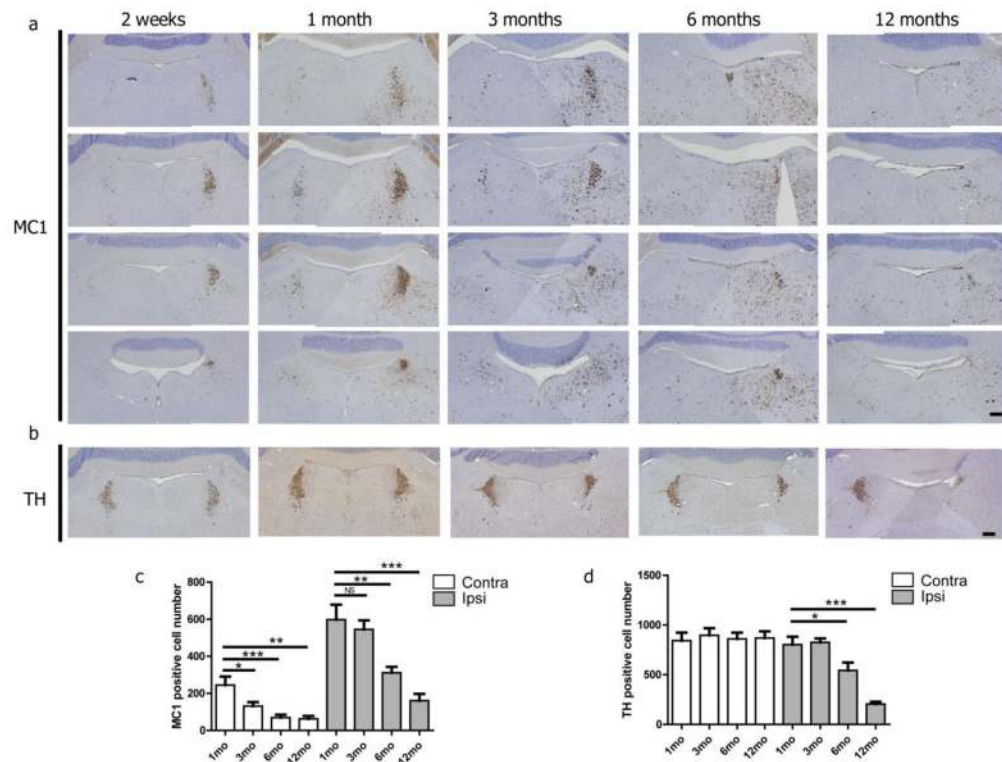 a
2 weeks 1 month 3 months 6 months 12 months
MC1
b
TH
c
MC1 positive cell number
800
600
400
200
0
*
***
**
NS
**
***
Contra
Ipsi
1mo 3mo 6mo 12mo 1mo 3mo 6mo 12mo
d
TH positive cell number
1500
1000
500
0
*
***
Contra
Ipsi
1mo 3mo 6mo 12mo 1mo 3mo 6mo 12mo